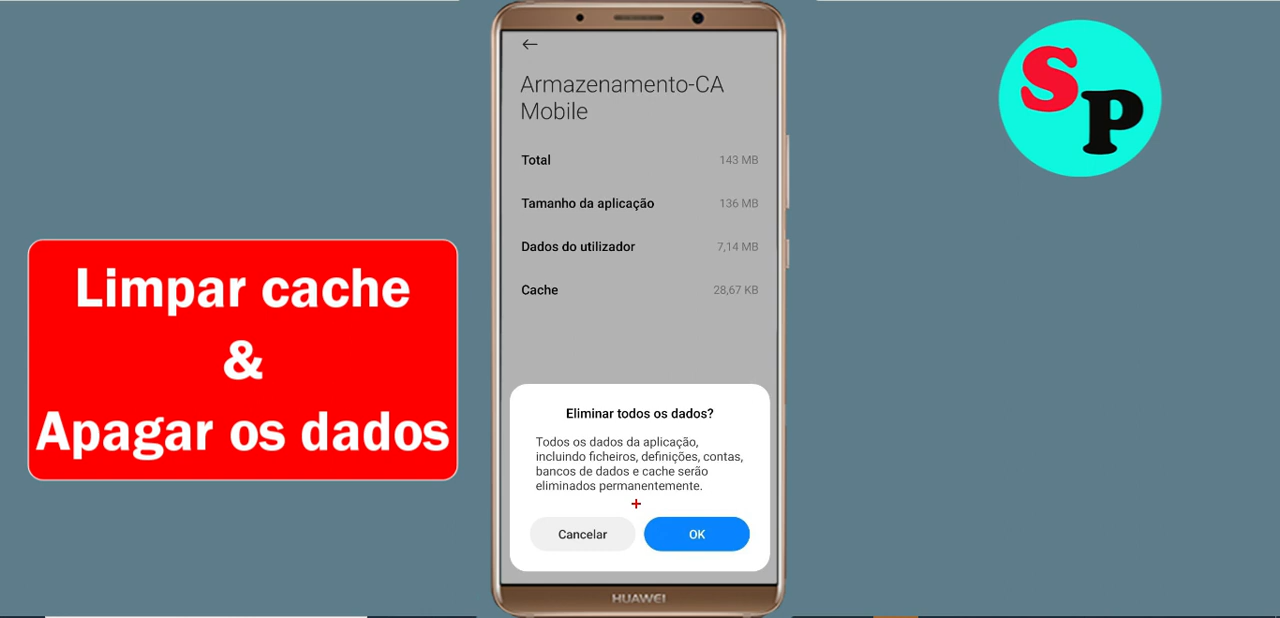 Armazenamento-CA
Mobile
Total 143 MB
Tamanho da aplicação 136 MB
Dados do utilizador 7,14 MB
Cache 28,67 KB
Eliminar todos os dados?
Todos os dados da aplicação,
incluindo ficheiros, definições, contas,
bancos de dados e cache serão
eliminados permanentemente.
Cancelar OK
HUAWEI
Limpar cache
&
Apagar os dados
SP